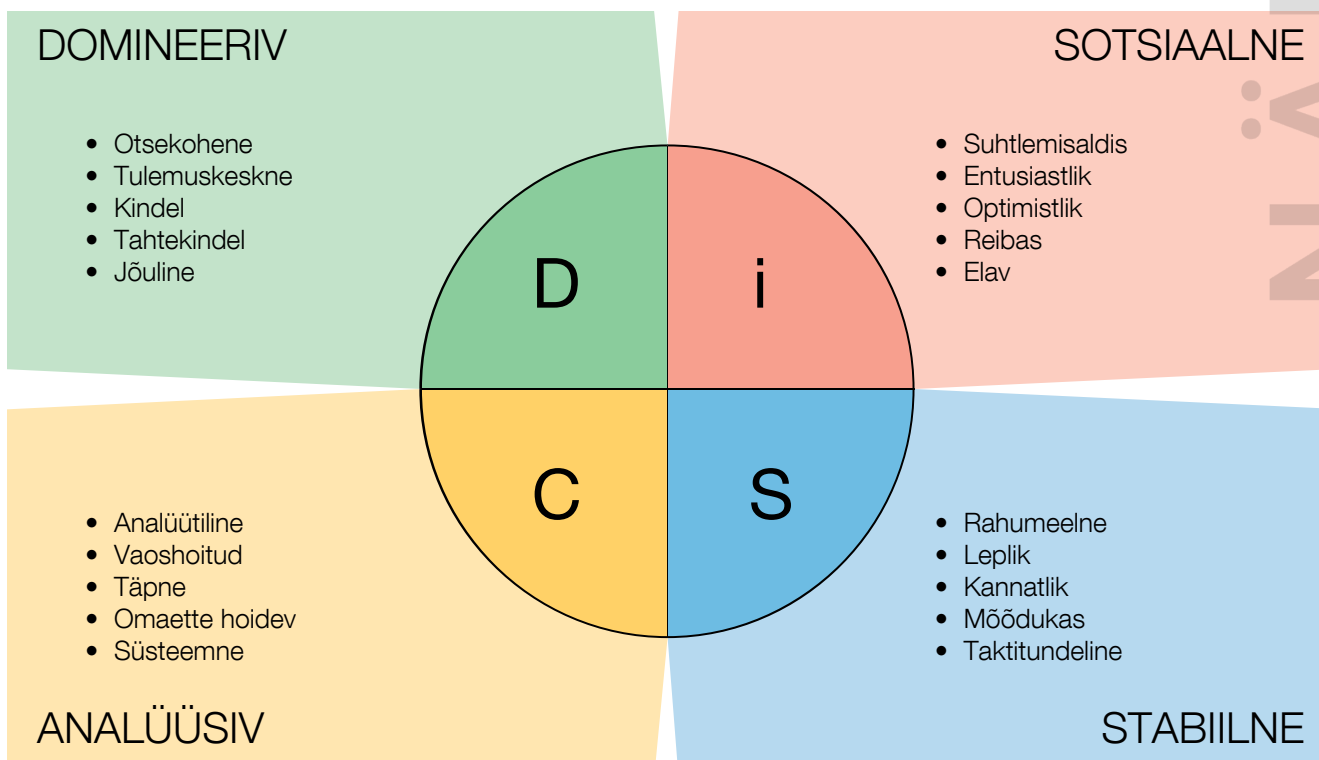 DOMINEERIV
• Otsekohene
• Tulemuskeskne
• Kindel
• Tahtekindel
• Jõuline
SOTSIAALNE
• Suhtlemisaldis
• Entusiastlik
• Optimistlik
• Reibas
• Elav
D
i
C
S
• Analüütiline
• Vaoshoitud
• Täpne
• Omaette hoidev
• Süsteemne
ANALÜÜSIV
• Rahumeelne
• Leplik
• Kannatlik
• Mõõdukas
• Taktitundeline
STABIILNE